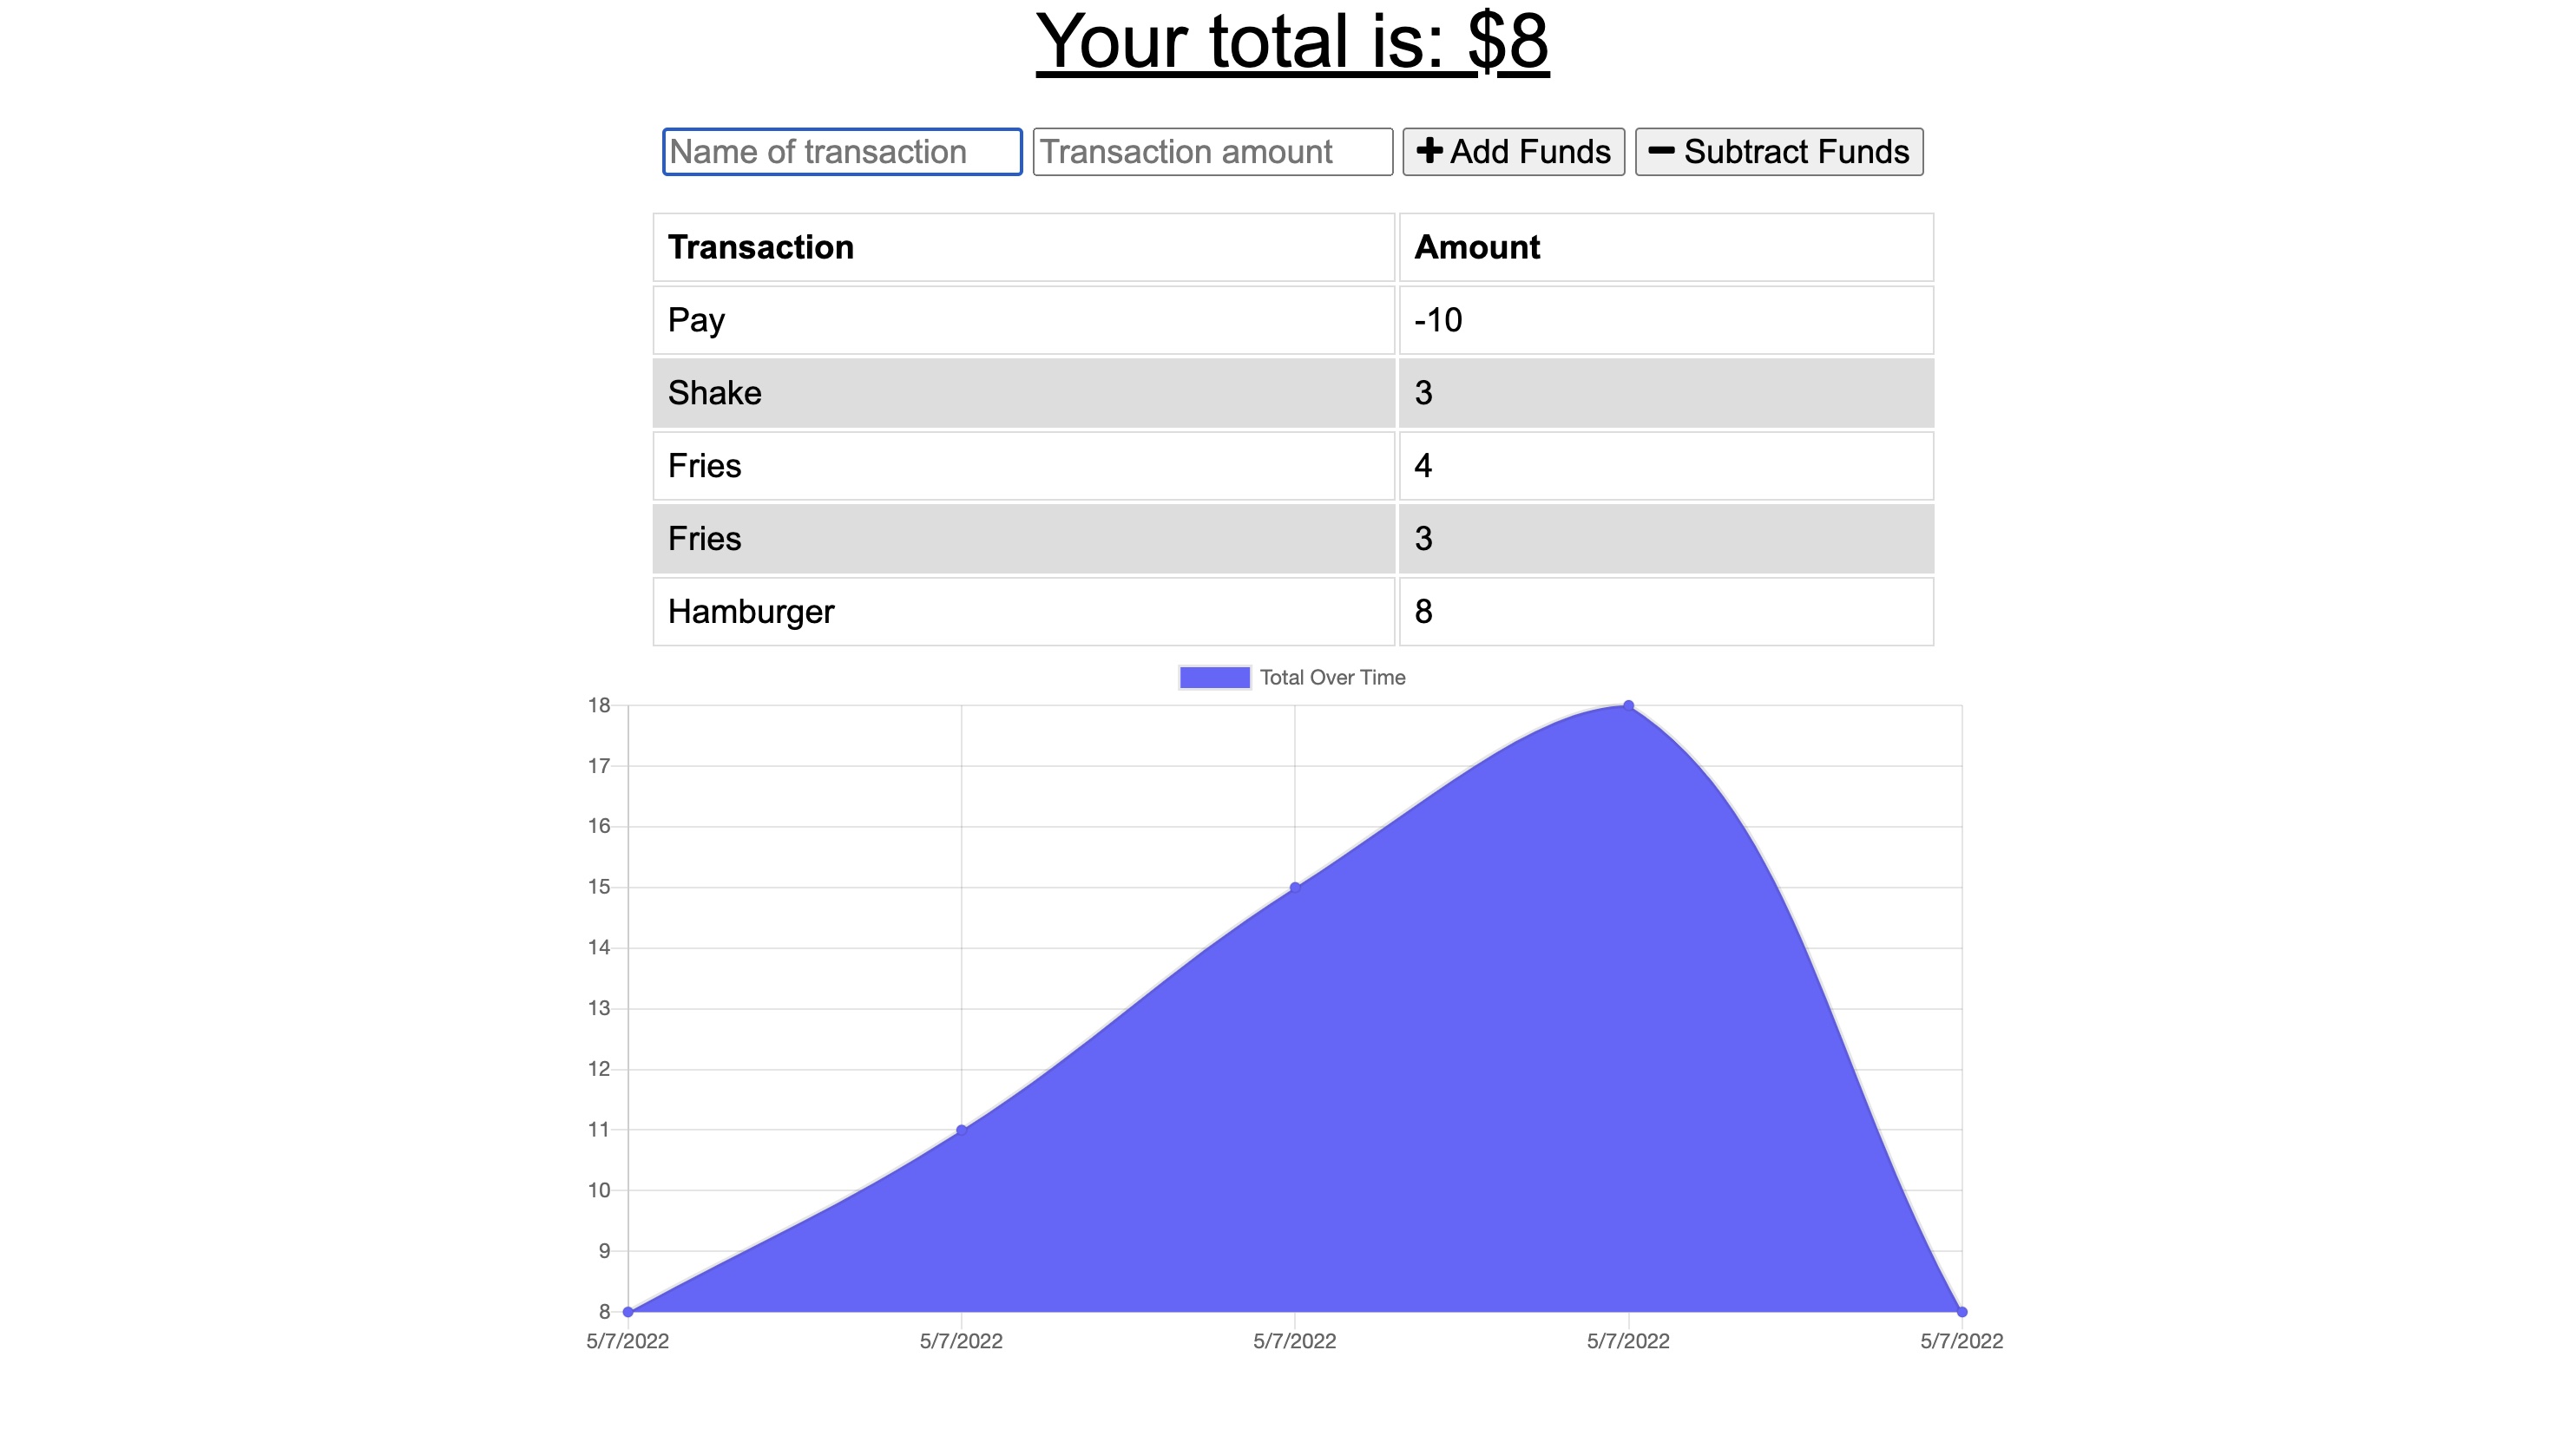 Your total is: $8
Name of transaction Transaction amount Add Funds Subtract Funds
Transaction Amount
Pay -10
Shake 3
Fries 4
Fries 3
Hamburger 8
Total Over Time
18
17
16
15
14
13
12
11
10
9
8
5/7/2022 5/7/2022 5/7/2022 5/7/2022 5/7/2022